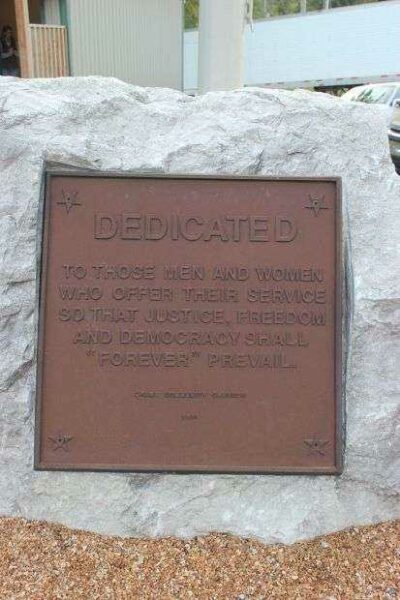 DEDICATED
TO THOSE MEN AND WOMEN
WHO OFFER THEIR SERVICE
SO THAT JUSTICE, FREEDOM
AND DEMOCRACY SHALL
"FOREVER" PREVAIL.